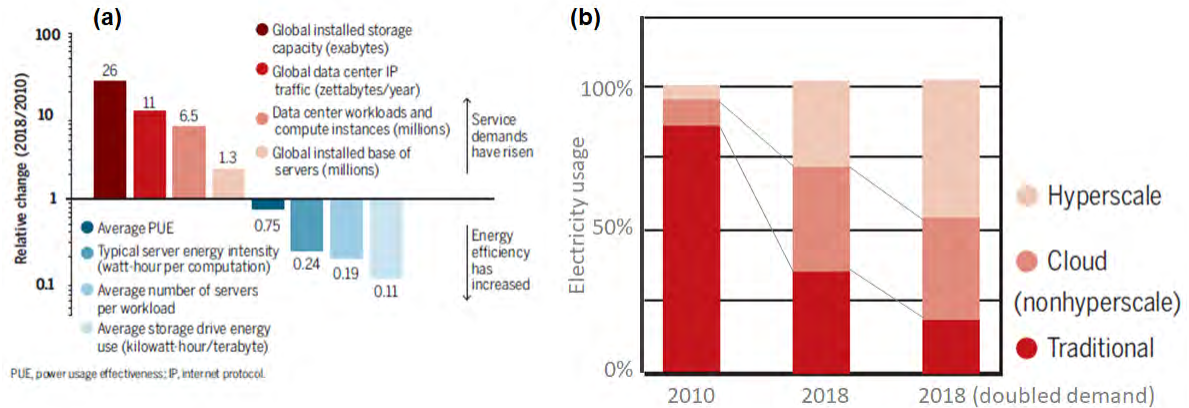 (a)
100
10
1
0.1
Relative change (2018/2010)
26
11
6.5
1.3
0.75
0.24
0.19
0.11
Global installed storage
capacity (exabytes)
Global data center IP
traffic (zettabytes/year)
Data center workloads and
compute instances (millions)
Global installed base of
servers (millions)
Service
demands
have risen
Average PUE
Typical server energy intensity
(watt-hour per computation)
Average number of servers
per workload
Average storage drive energy
use (kilowatt-hour/terabyte)
Energy
efficiency
has
increased
PUE, power usage effectiveness; IP, internet protocol.
(b)
100%
50%
0%
Electricity usage
2010
2018
2018 (doubled demand)
Hyperscale
Cloud
(nonhyperscale)
Traditional